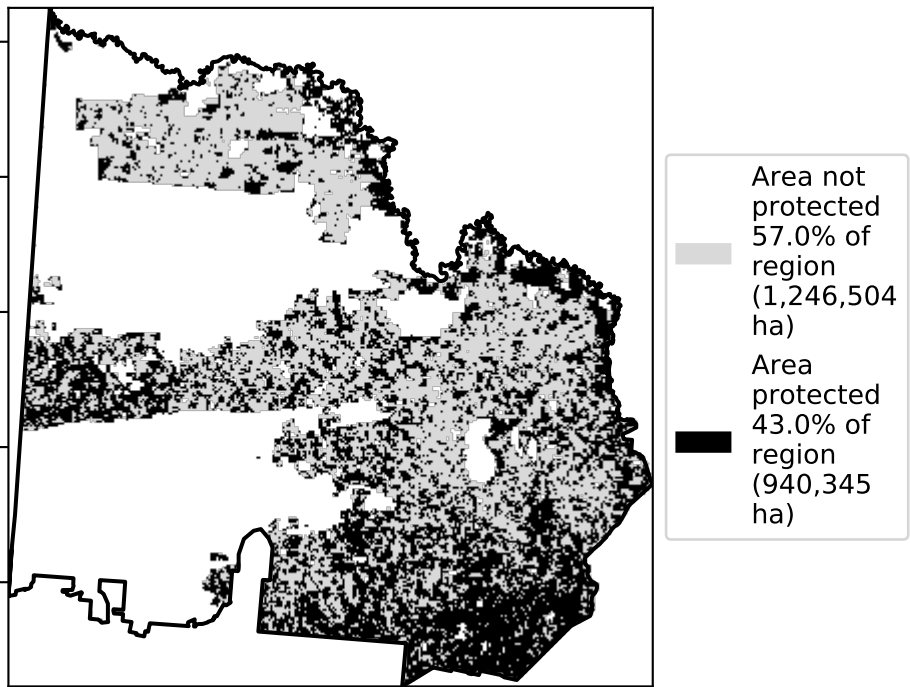 Area not
protected
57.0% of
region
(1,246,504
ha)
Area
protected
43.0% of
region
(940,345
ha)